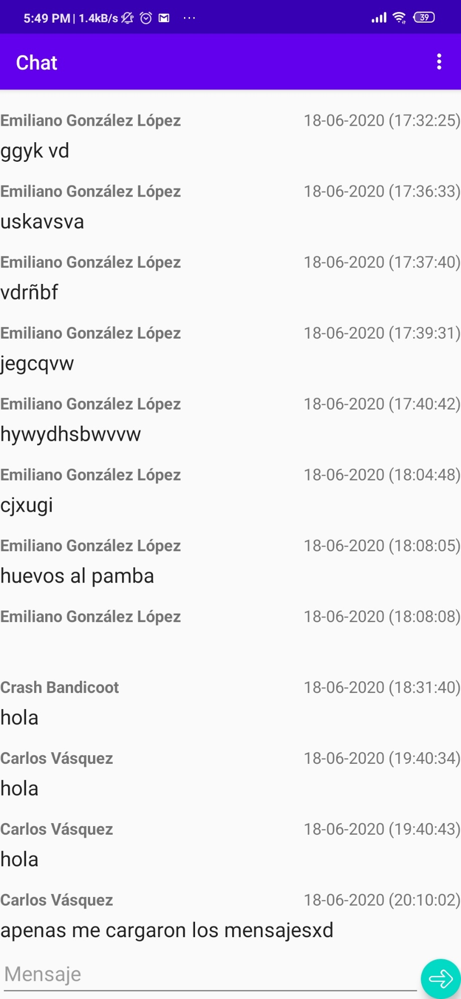 5:49 PM | 1.4kB/s ... 39
Chat
Emiliano González López 18-06-2020 (17:32:25)
ggyk vd
Emiliano González López 18-06-2020 (17:36:33)
uskavsva
Emiliano González López 18-06-2020 (17:37:40)
vdrñbf
Emiliano González López 18-06-2020 (17:39:31)
jegcqvw
Emiliano González López 18-06-2020 (17:40:42)
hywydhsbwvvw
Emiliano González López 18-06-2020 (18:04:48)
cjxugi
Emiliano González López 18-06-2020 (18:08:05)
huevos al pamba
Emiliano González López 18-06-2020 (18:08:08)
Crash Bandicoot 18-06-2020 (18:31:40)
hola
Carlos Vásquez 18-06-2020 (19:40:34)
hola
Carlos Vásquez 18-06-2020 (19:40:43)
hola
Carlos Vásquez 18-06-2020 (20:10:02)
apenas me cargaron los mensajesxd
Mensaje